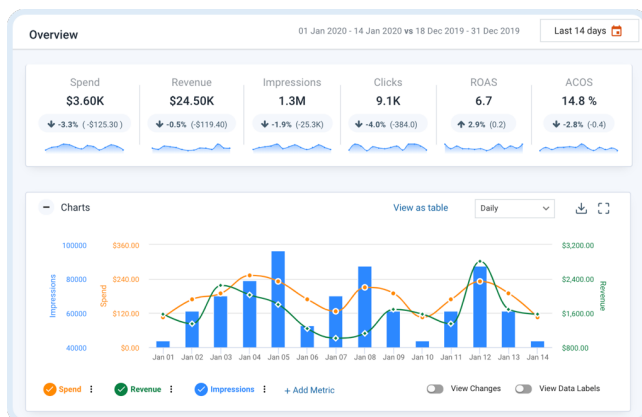 Overview
01 Jan 2020 - 14 Jan 2020 vs 18 Dec 2019 - 31 Dec 2019
Last 14 days
Spend Revenue Impressions Clicks ROAS ACOS
$3.60K $24.50K 1.3M 9.1K 6.7 14.8 %
-3.3% (-$125.30 ) -0.5% (-$119.40) -1.9% (-25.3K) -4.0% (-384.0) 2.9% (0.2) -2.8% (-0.4)
Charts
View as table
Daily
100000 $360.00 $3,200.00
80000 $240.00 $2,400.00
Impressions Spend Revenue
60000 $120.00 $1,600.00
40000 $0.00 $800.00
Jan 01 Jan 02 Jan 03 Jan 04 Jan 05 Jan 06 Jan 07 Jan 08 Jan 09 Jan 10 Jan 11 Jan 12 Jan 13 Jan 14
Spend Revenue Impressions + Add Metric View Changes View Data Labels